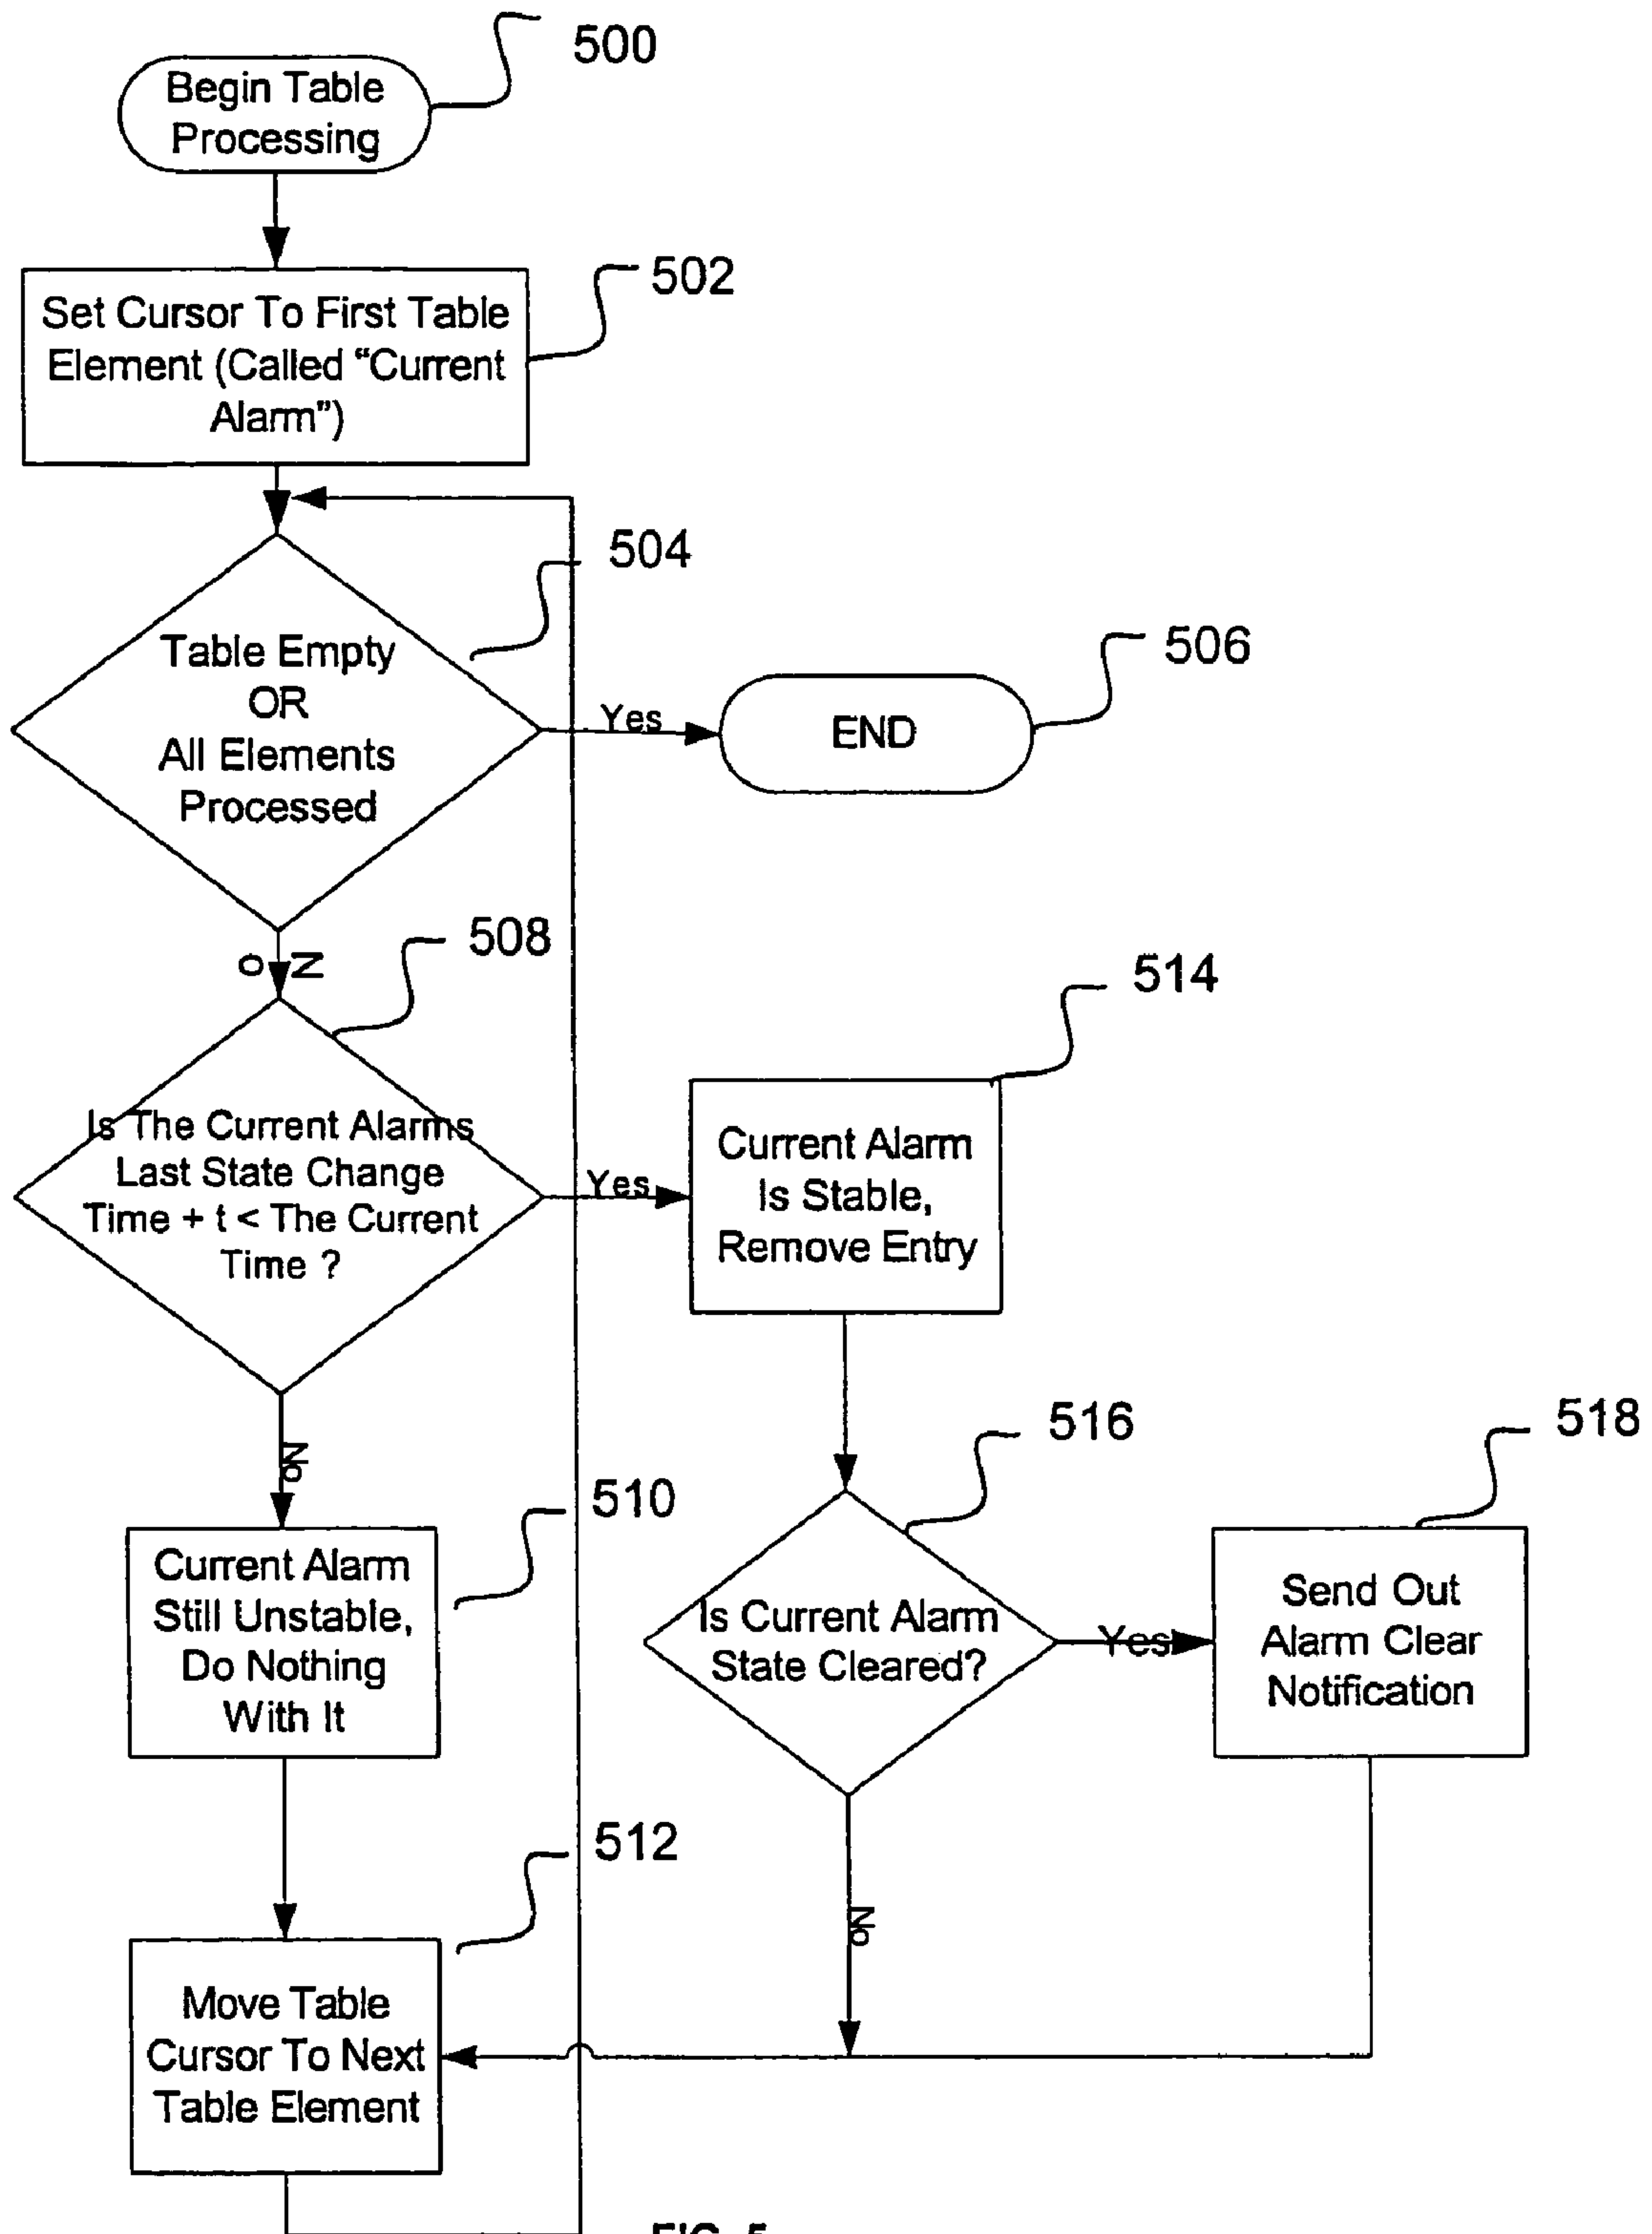 500
Begin Table
Processing
502
Set Cursor To First Table
Element (Called “Current
Alarm”)
504
Table Empty
OR
All Elements
Processed
Yes
506
END
No
508
Is The Current Alarms
Last State Change
Time + t < The Current
Time ?
Yes
514
Current Alarm
Is Stable,
Remove Entry
No
510
Current Alarm
Still Unstable,
Do Nothing
With It
516
Is Current Alarm
State Cleared?
Yes
518
Send Out
Alarm Clear
Notification
No
512
Move Table
Cursor To Next
Table Element
FIG. 5